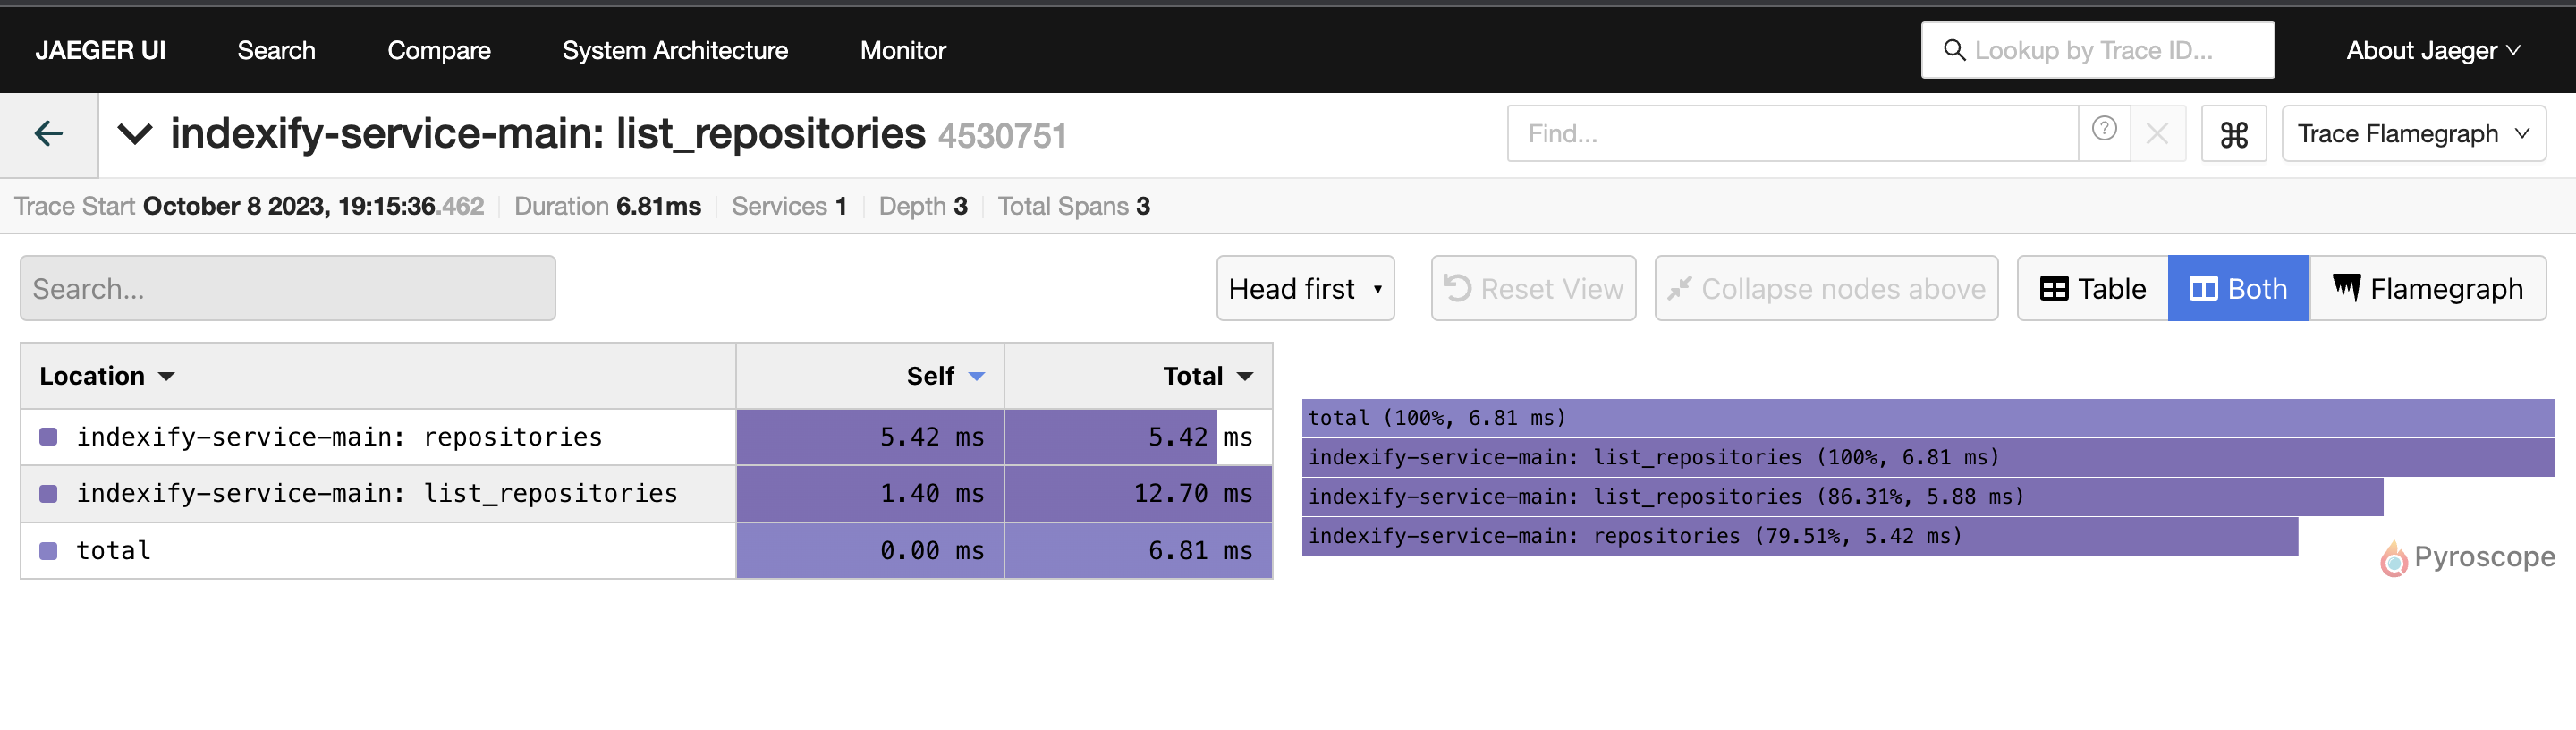 JAEGER UI Search Compare System Architecture Monitor Lookup by Trace ID... About Jaeger
indexify-service-main: list_repositories 4530751 Find... ? ⌘ Trace Flamegraph
Trace Start October 8 2023, 19:15:36.462 Duration 6.81ms Services 1 Depth 3 Total Spans 3
Search... Head first Reset View Collapse nodes above Table Both Flamegraph
Location Self Total
indexify-service-main: repositories 5.42 ms 5.42 ms
indexify-service-main: list_repositories 1.40 ms 12.70 ms
total 0.00 ms 6.81 ms
total (100%, 6.81 ms)
indexify-service-main: list_repositories (100%, 6.81 ms)
indexify-service-main: list_repositories (86.31%, 5.88 ms)
indexify-service-main: repositories (79.51%, 5.42 ms)
Pyroscope